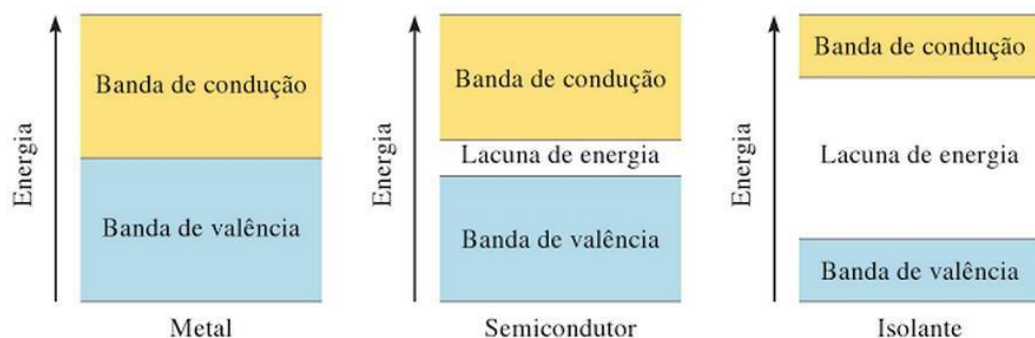 Energia
Banda de condução
Banda de valência
Metal
Energia
Banda de condução
Lacuna de energia
Banda de valência
Semicondutor
Energia
Banda de condução
Lacuna de energia
Banda de valência
Isolante